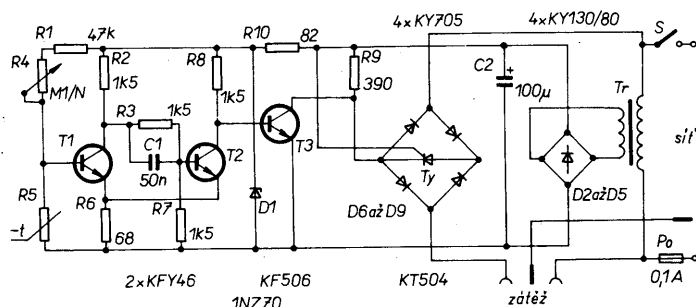 4×KY705 4×KY130/80
R1 47k R10 82 S
R4 R2 R8 R9 C2 +
M1/N 1k5 1k5 390 100μ Tr
R3 1k5
T1 C1 T2 T3 síť
50n Ty
R5 R6 R7 D1 D6 až D9 D2 až D5
-t 68 1k5 Po
2×KFY46 KF506 KT504 0,1A
1NZ70 zátěž